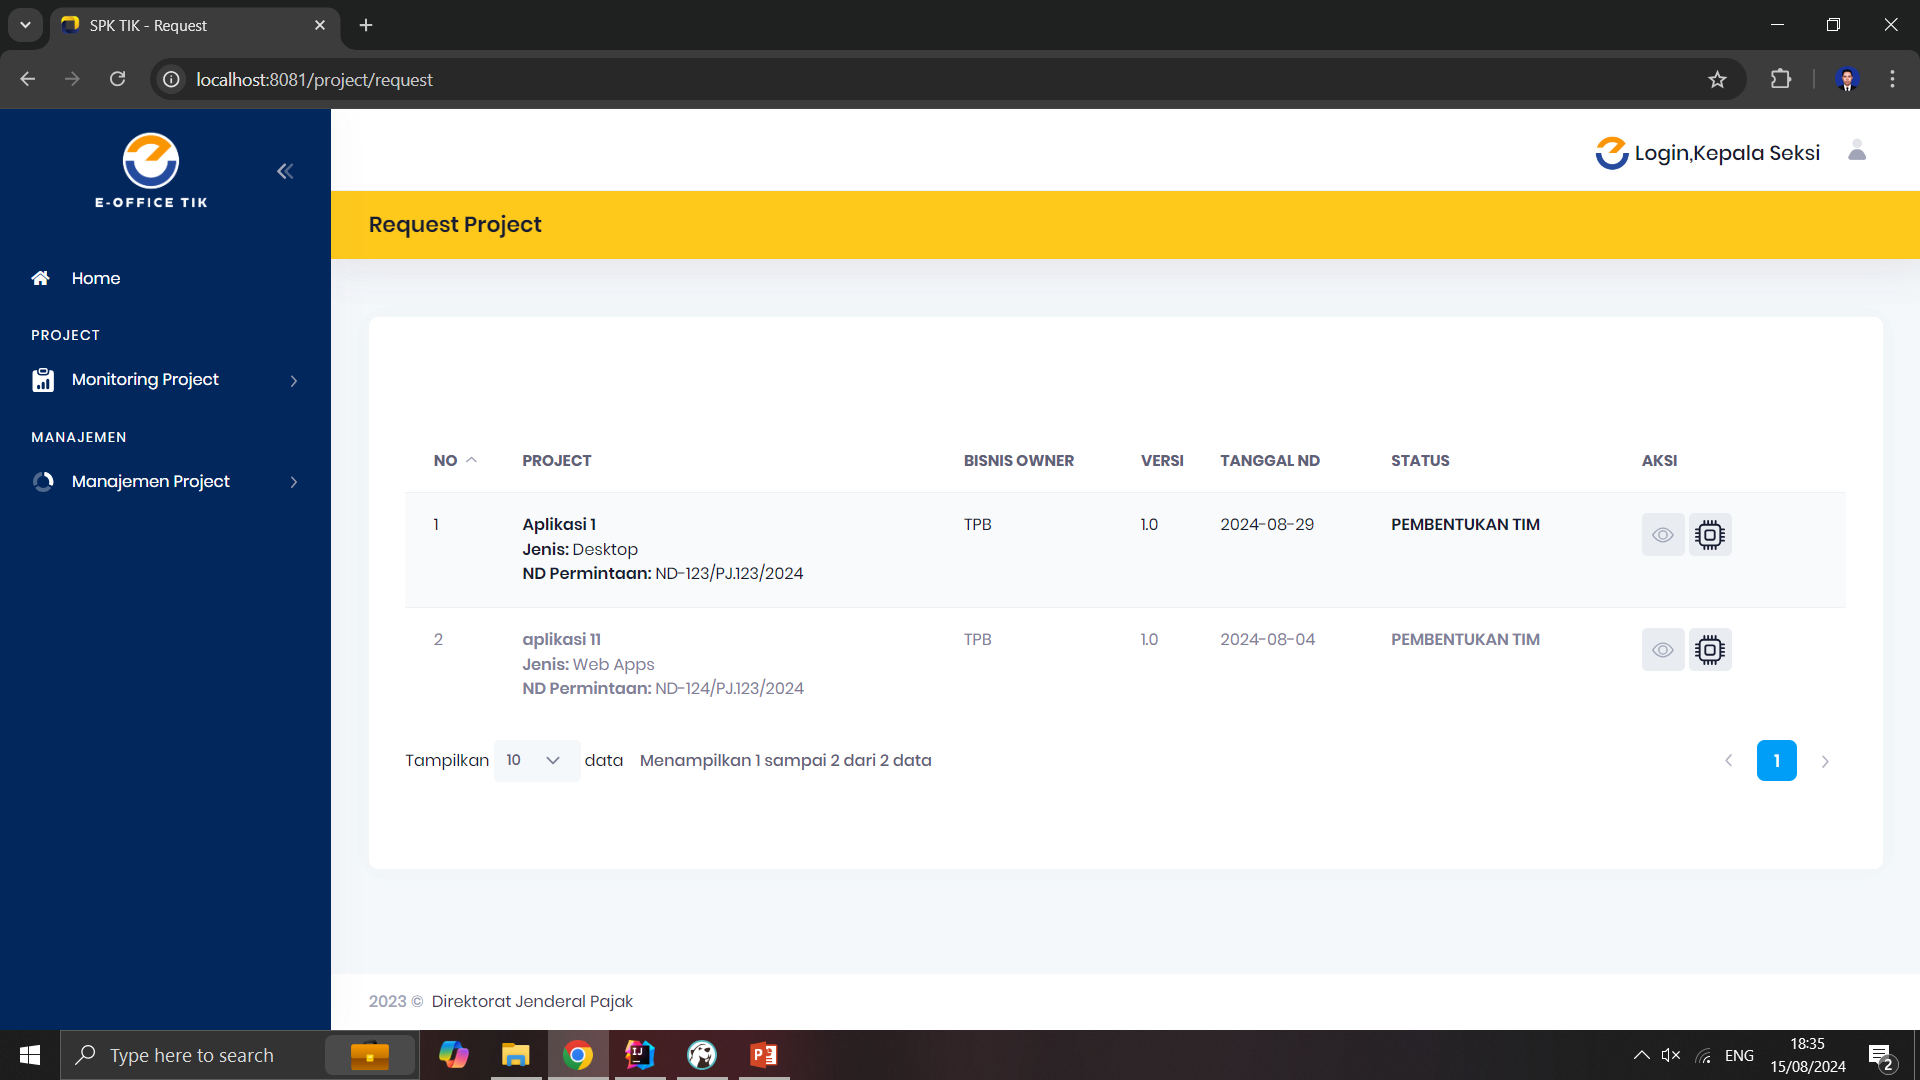 SPK TIK - Request
localhost:8081/project/request
E-OFFICE TIK
Login,Kepala Seksi
Request Project
Home
PROJECT
Monitoring Project
MANAJEMEN
Manajemen Project
NO PROJECT BISNIS OWNER VERSI TANGGAL ND STATUS AKSI
1 Aplikasi 1 TPB 1.0 2024-08-29 PEMBENTUKAN TIM
Jenis: Desktop
ND Permintaan: ND-123/PJ.123/2024
2 aplikasi 11 TPB 1.0 2024-08-04 PEMBENTUKAN TIM
Jenis: Web Apps
ND Permintaan: ND-124/PJ.123/2024
Tampilkan 10 data Menampilkan 1 sampai 2 dari 2 data
1
2023 © Direktorat Jenderal Pajak
Type here to search
ENG
18:35
15/08/2024
2